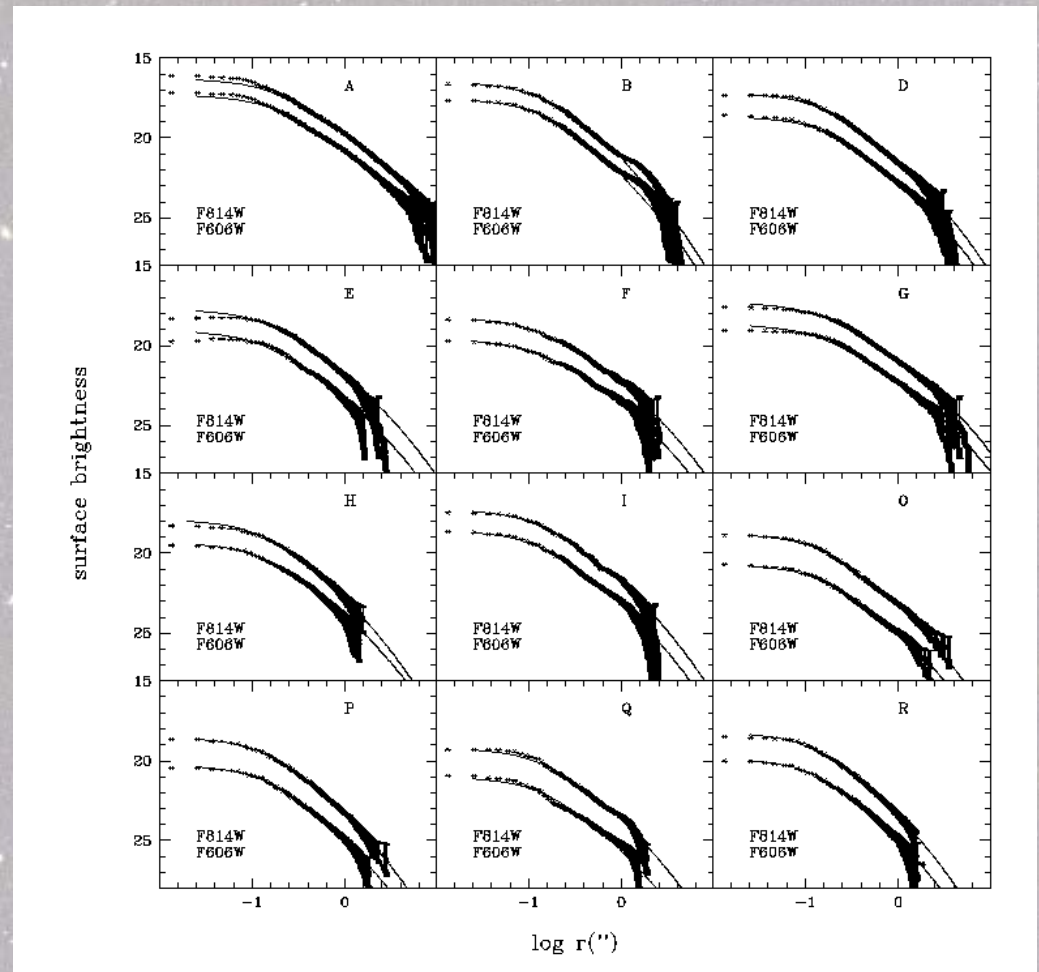 15
A B D
20
F814W F814W F814W
25
F606W F606W F606W
15
E F G
20
F814W F814W F814W
25
F606W F606W F606W
15
H I O
20
F814W F814W F814W
25
F606W F606W F606W
15
P Q R
20
F814W F814W F814W
25
F606W F606W F606W
-1 0 -1 0 -1 0
surface brightness
log r(")